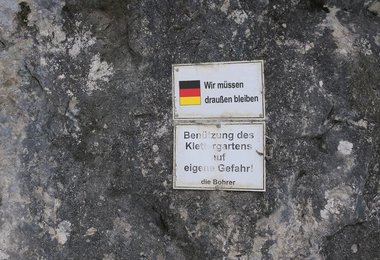 Wir müssen
draußen bleiben
Benützung des
Klettergartens
auf
eigene Gefahr!
die Bohrer